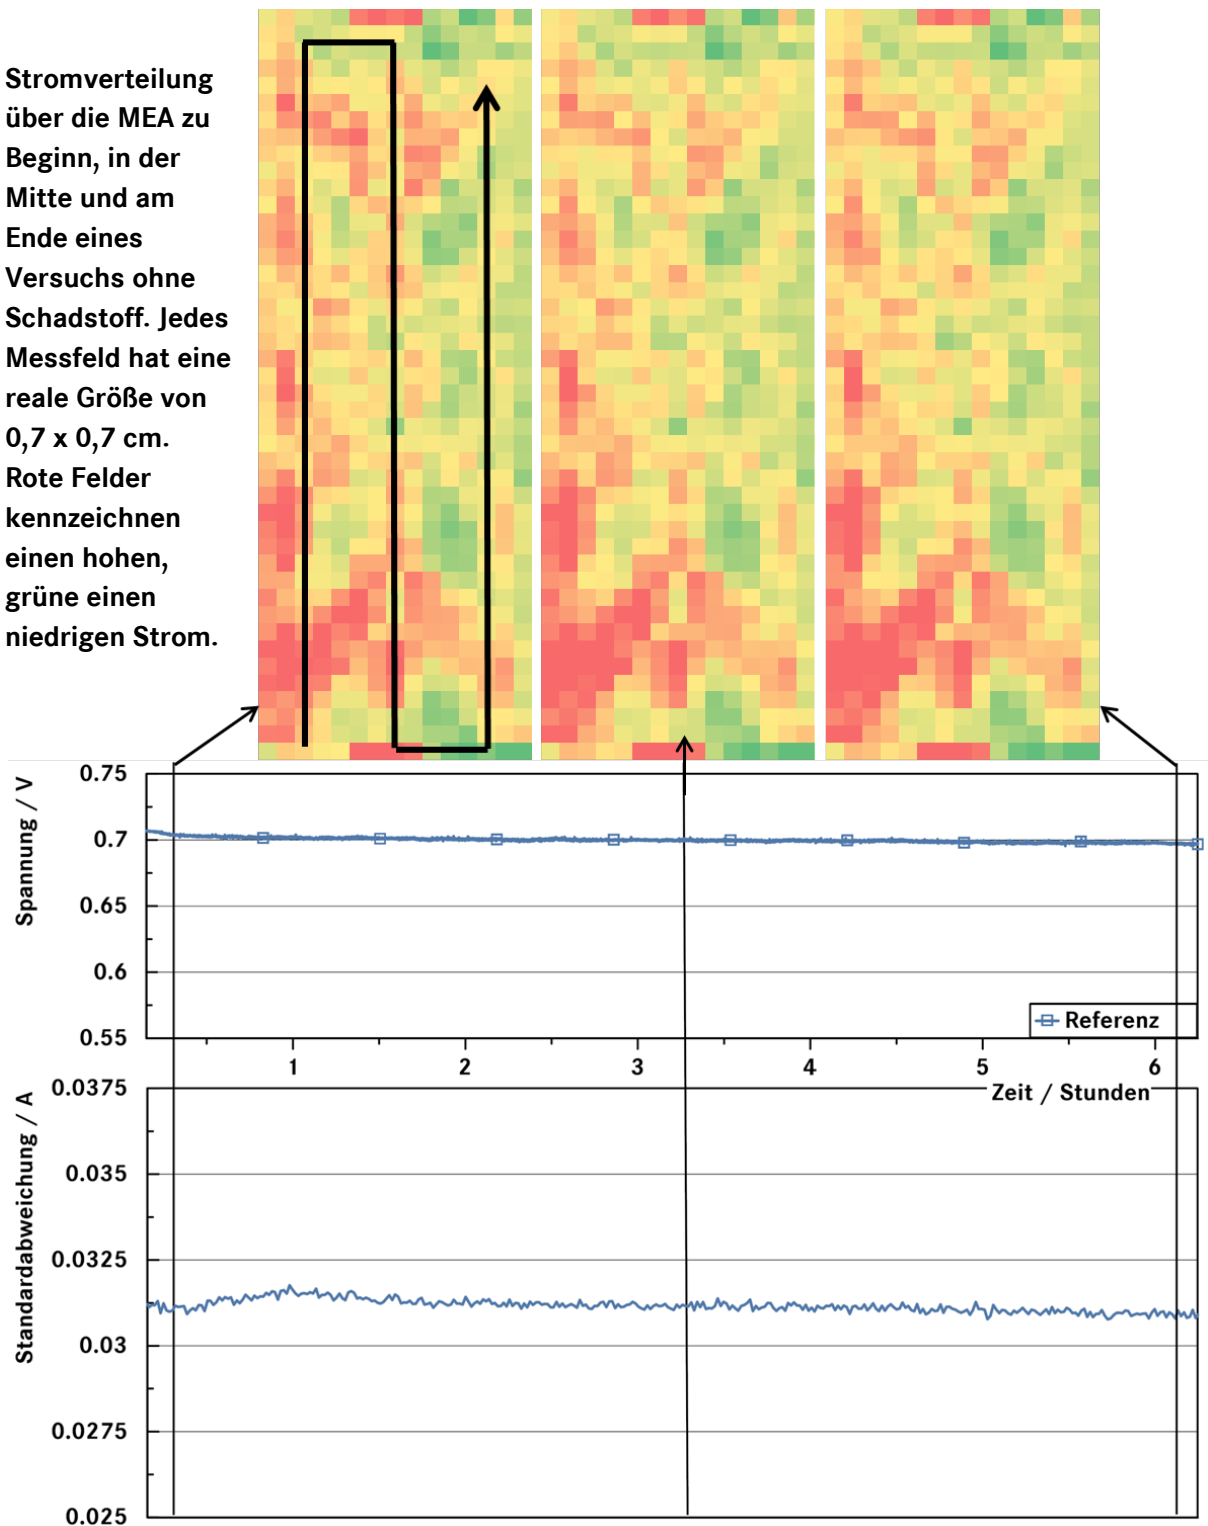 Stromverteilung
über die MEA zu
Beginn, in der
Mitte und am
Ende eines
Versuchs ohne
Schadstoff. Jedes
Messfeld hat eine
reale Größe von
0,7 x 0,7 cm.
Rote Felder
kennzeichnen
einen hohen,
grüne einen
niedrigen Strom.
Spannung / V
0.75
0.7
0.65
0.6
0.55
Referenz
1 2 3 4 5 6
Zeit / Stunden
Standardabweichung / A
0.0375
0.035
0.0325
0.03
0.0275
0.025